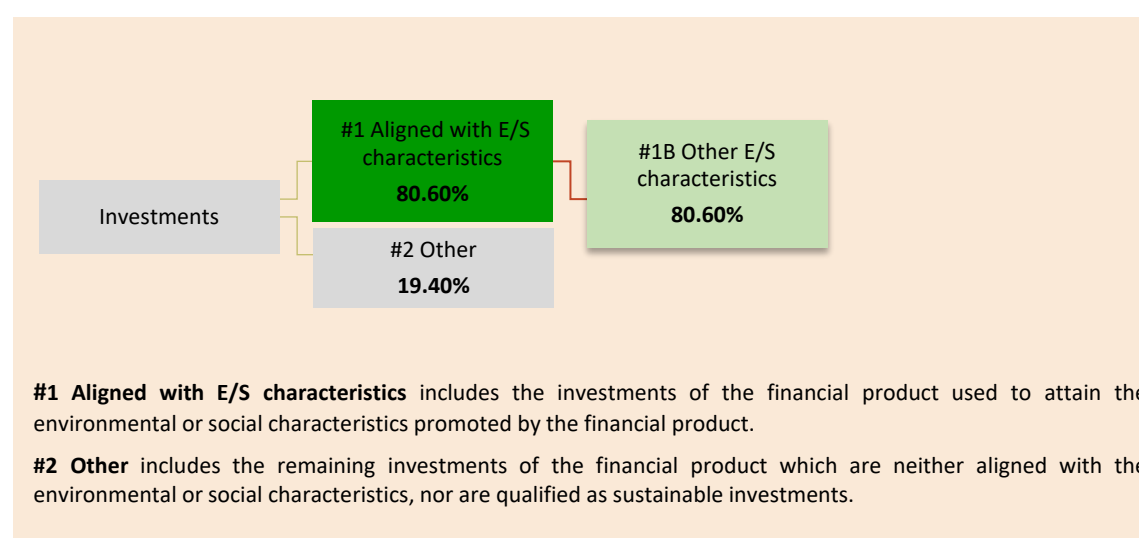 #1 Aligned with E/S
characteristics
80.60%
#1B Other E/S
characteristics
80.60%
Investments
#2 Other
19.40%
#1 Aligned with E/S characteristics includes the investments of the financial product used to attain the
environmental or social characteristics promoted by the financial product.
#2 Other includes the remaining investments of the financial product which are neither aligned with the
environmental or social characteristics, nor are qualified as sustainable investments.